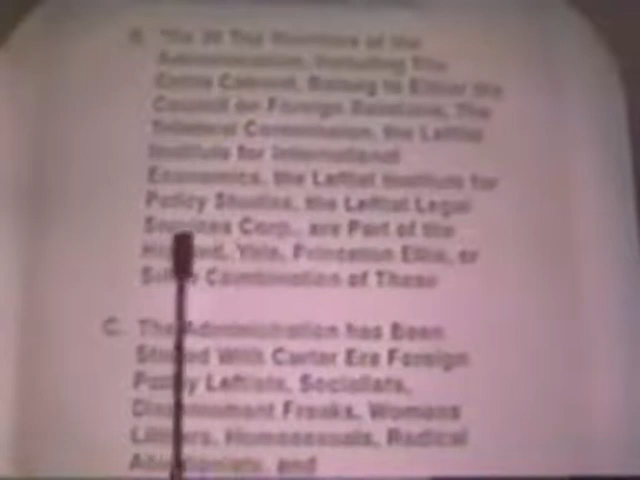 The 20 Top Members of the
Administration, Including The
Entire Cabinet, Belong to Either the
Council on Foreign Relations, The
Trilateral Commission, the Leftist
Institute for International
Economics, the Leftist Institute for
Policy Studies, the Leftist Legal
Services Corp., are Part of the
Harvard, Yale, Princeton Elite, or
Some Combination of These
C. The Administration has Been
Staffed With Carter Era Foreign
Policy Leftists, Socialists,
Disarmament Freaks, Womens
Libbers, Homosexuals, Radical
Abortionists, and